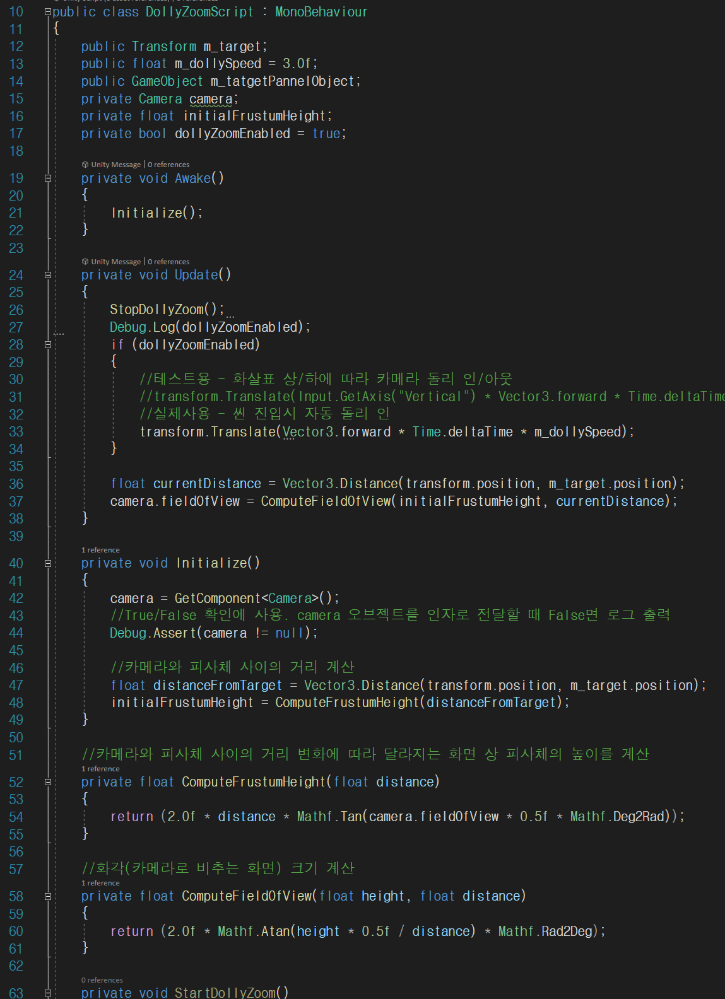 10 public class DollyZoomScript : MonoBehaviour
11 {
12 public Transform m_target;
13 public float m_dollySpeed = 3.0f;
14 public GameObject m_tatgetPannelObject;
15 private Camera camera;
16 private float initialFrustumHeight;
17 private bool dollyZoomEnabled = true;
18
Unity Message | 0 references
19 private void Awake()
20 {
21 Initialize();
22 }
23
Unity Message | 0 references
24 private void Update()
25 {
26 StopDollyZoom();
27 Debug.Log(dollyZoomEnabled);
28 if (dollyZoomEnabled)
29 {
30 //테스트용 - 화살표 상/하에 따라 카메라 돌리 인/아웃
31 //transform.Translate(Input.GetAxis("Vertical") * Vector3.forward * Time.deltaTime
32 //실제사용 - 씬 진입시 자동 돌리 인
33 transform.Translate(Vector3.forward * Time.deltaTime * m_dollySpeed);
34 }
35
36 float currentDistance = Vector3.Distance(transform.position, m_target.position);
37 camera.fieldOfView = ComputeFieldOfView(initialFrustumHeight, currentDistance);
38 }
39
1 reference
40 private void Initialize()
41 {
42 camera = GetComponent<Camera>();
43 //True/False 확인에 사용. camera 오브젝트를 인자로 전달할 때 False면 로그 출력
44 Debug.Assert(camera != null);
45
46 //카메라와 피사체 사이의 거리 계산
47 float distanceFromTarget = Vector3.Distance(transform.position, m_target.position);
48 initialFrustumHeight = ComputeFrustumHeight(distanceFromTarget);
49 }
50
51 //카메라와 피사체 사이의 거리 변화에 따라 달라지는 화면 상 피사체의 높이를 계산
1 reference
52 private float ComputeFrustumHeight(float distance)
53 {
54 return (2.0f * distance * Mathf.Tan(camera.fieldOfView * 0.5f * Mathf.Deg2Rad));
55 }
56
57 //화각(카메라로 비추는 화면) 크기 계산
1 reference
58 private float ComputeFieldOfView(float height, float distance)
59 {
60 return (2.0f * Mathf.Atan(height * 0.5f / distance) * Mathf.Rad2Deg);
61 }
62
0 references
63 private void StartDollyZoom()